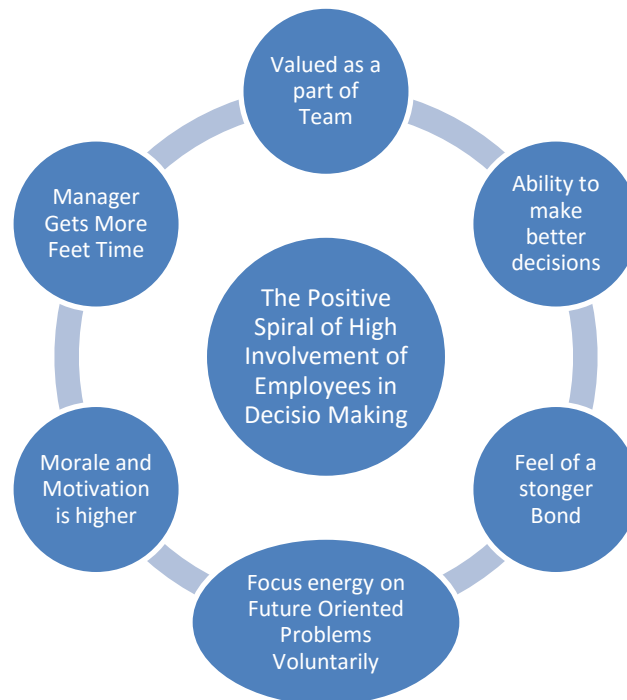 Valued as a
part of
Team
Ability to
make
better
decisions
Feel of a
stonger
Bond
Focus energy on
Future Oriented
Problems
Voluntarily
Morale and
Motivation
is higher
Manager
Gets More
Feet Time
The Positive
Spiral of High
Involvement of
Employees in
Decisio Making